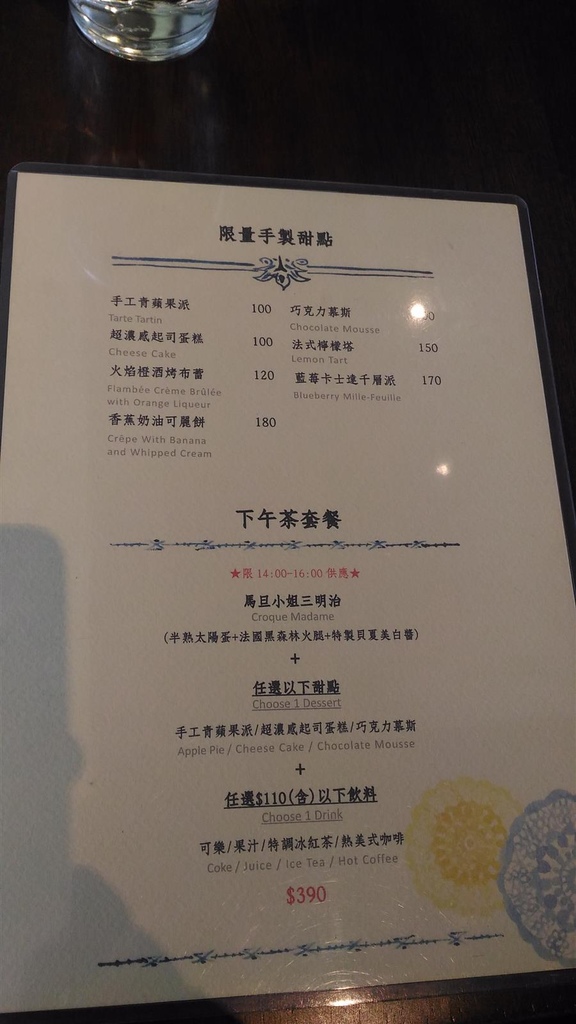 限量手製甜點
手工青蘋果派 100
Tarte Tartin
超濃感起司蛋糕 100
Cheese Cake
火焰橙酒烤布蕾 120
Flambée Crème Brûlée
with Orange Liqueur
香蕉奶油可麗餅 180
Crêpe With Banana
and Whipped Cream
巧克力慕斯
Chocolate Mousse
法式檸檬塔 150
Lemon Tart
藍莓卡士達千層派 170
Blueberry Mille-Feuille
下午茶套餐
★限 14:00-16:00 供應★
馬旦小姐三明治
Croque Madame
(半熟太陽蛋+法國黑森林火腿+特製貝夏美白醬)
+
任選以下甜點
Choose 1 Dessert
手工青蘋果派/超濃感起司蛋糕/巧克力慕斯
Apple Pie / Cheese Cake / Chocolate Mousse
+
任選$110(含)以下飲料
Choose 1 Drink
可樂/果汁/特調冰紅茶/熱美式咖啡
Coke / Juice / Ice Tea / Hot Coffee
$390